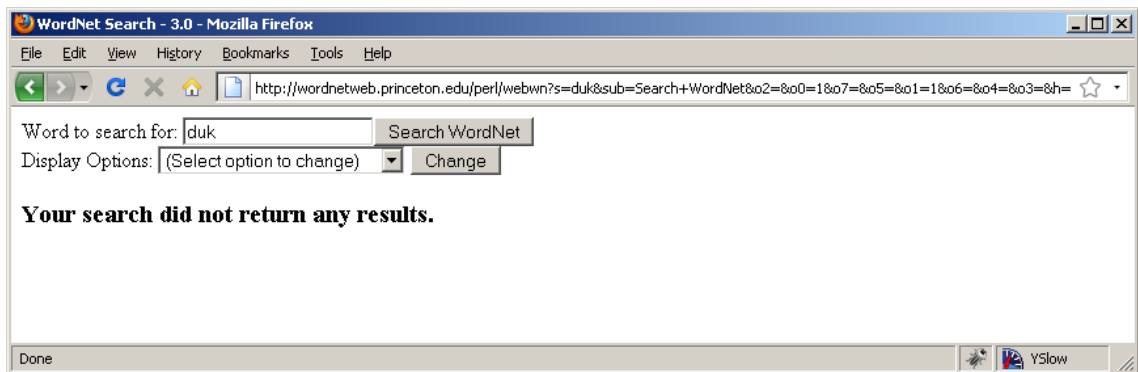 WordNet Search - 3.0 - Mozilla Firefox
File Edit View History Bookmarks Tools Help
http://wordnetweb.princeton.edu/perl/webwn?s=duk&sub=Search+WordNet&o2=&o0=1&o7=&o5=&o1=1&o6=&o4=&o3=&h=
Word to search for: duk Search WordNet
Display Options: (Select option to change) Change
Your search did not return any results.
Done YSlow